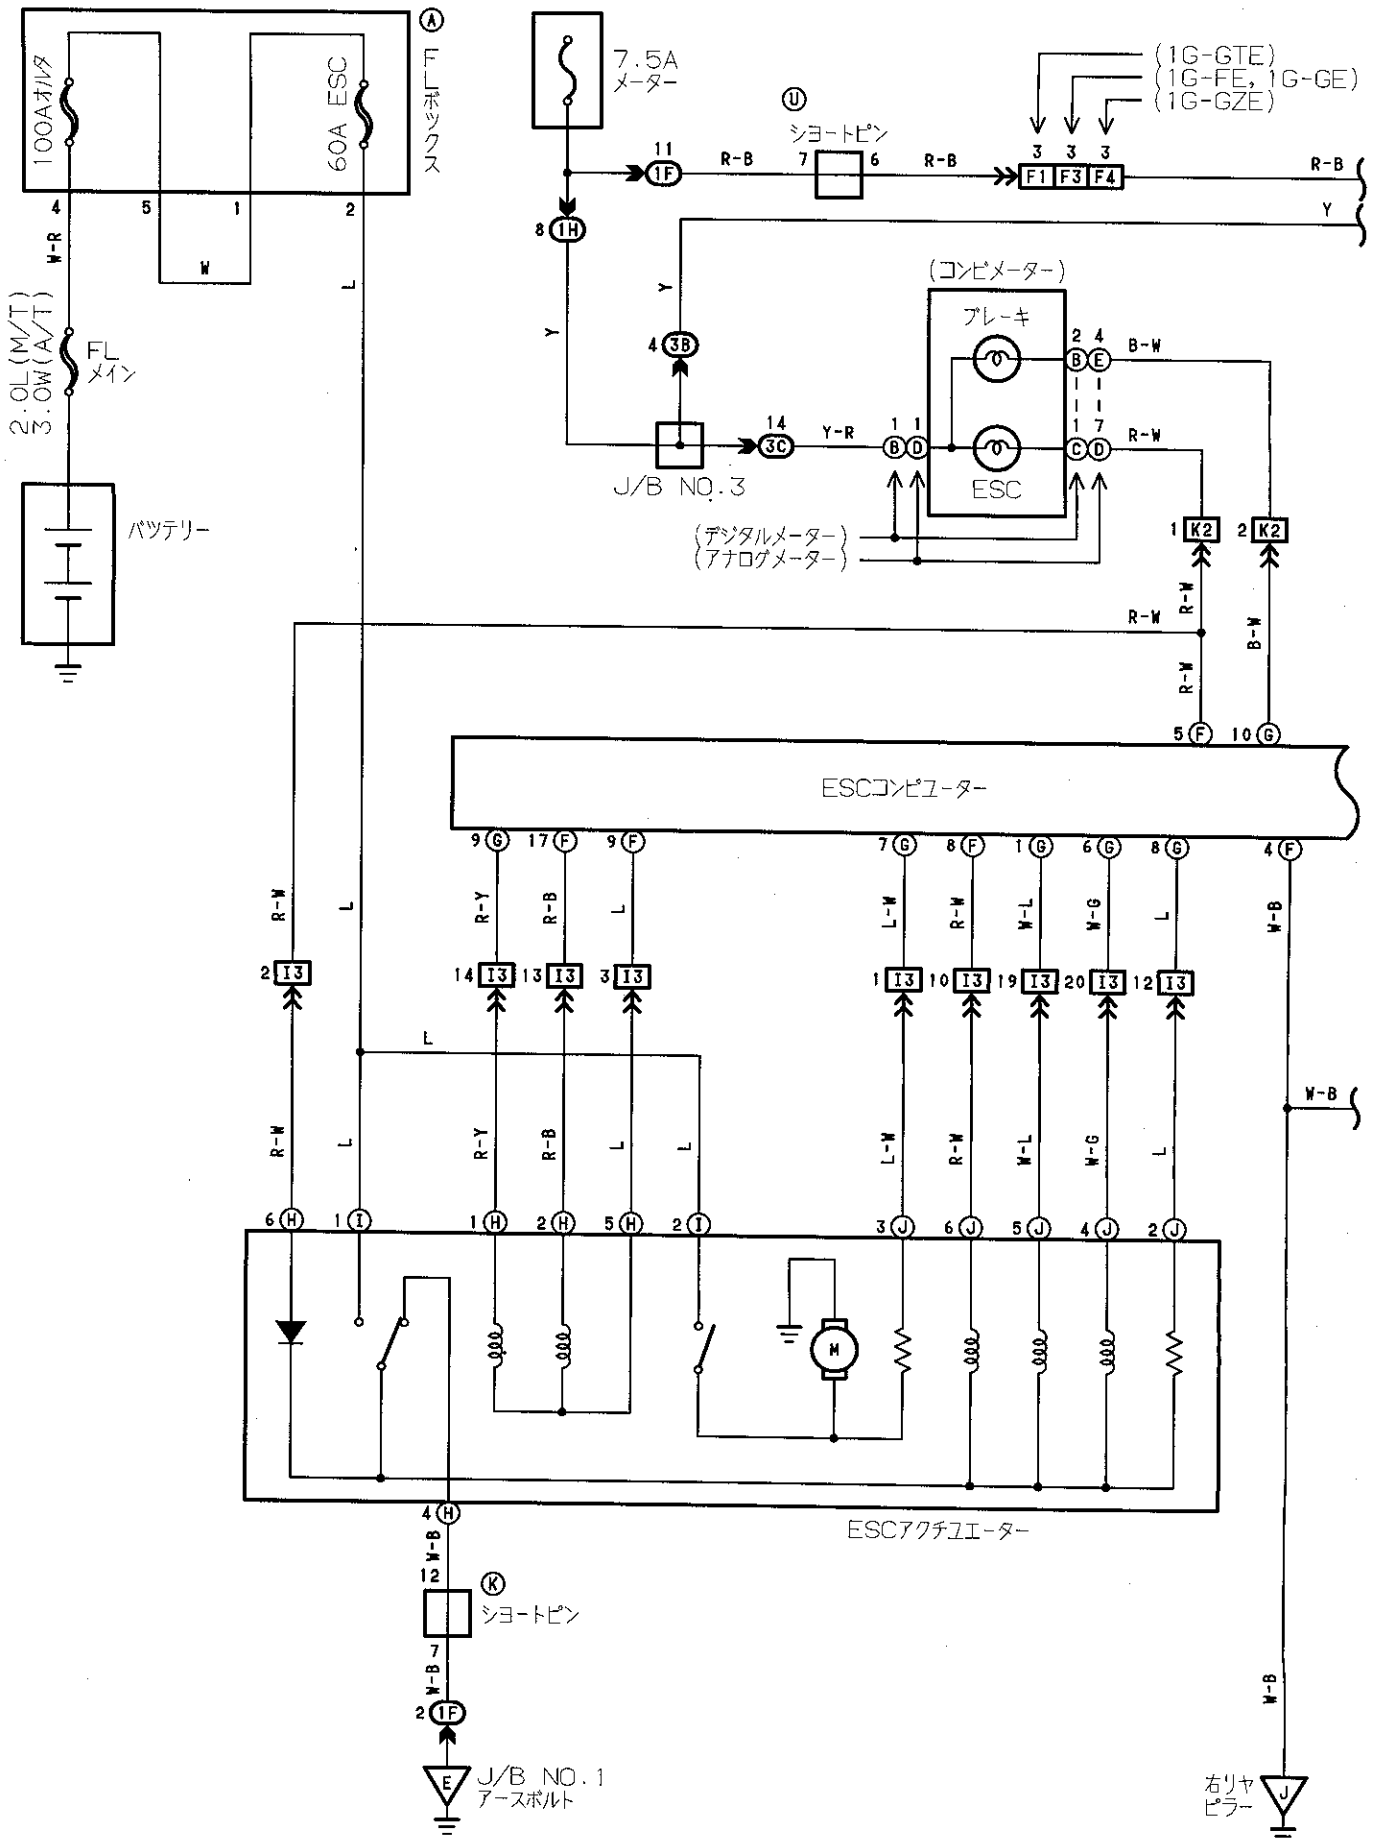 A
FLボックス
100Aオルタ
60A ESC
4
5
1
2
W-R
W
L
2.0L(M/T)
3.0W(A/T)
FL
メイン
バツテリー
7.5A
メーター
(1G-GTE)
(1G-FE, 1G-GE)
(1G-GZE)
U
シヨートピン
11
1F
R-B
7
6
R-B
3 3 3
F1 F3 F4
R-B
Y
8 1H
Y
Y
4 3B
(コンビメーター)
ブレーキ
2 4
B E
B-W
14
3C
Y-R
1 1
B D
1 7
C D
R-W
ESC
J/B NO.3
(デジタルメーター)
(アナログメーター)
1 K2
2 K2
R-W
B-W
R-W
R-W
5 F
10 G
ESCコンピユーター
9 G
17 F
9 F
7 G
8 F
1 G
6 G
8 G
4 F
R-W
L
R-Y
R-B
L
L-W
R-W
W-L
W-G
L
W-B
2 I3
14 I3
13 I3
3 I3
1 I3
10 I3
19 I3
20 I3
12 I3
L
W-B
R-W
L
R-Y
R-B
L
L
L-W
R-W
W-L
W-G
L
6 H
1 I
1 H
2 H
5 H
2 I
3 J
6 J
5 J
4 J
2 J
M
4 H
ESCアクチユエーター
W-B
12
K
シヨートピン
7
W-B
2 1F
E
J/B NO.1
アースボルト
W-B
右リヤ
ピラー
J